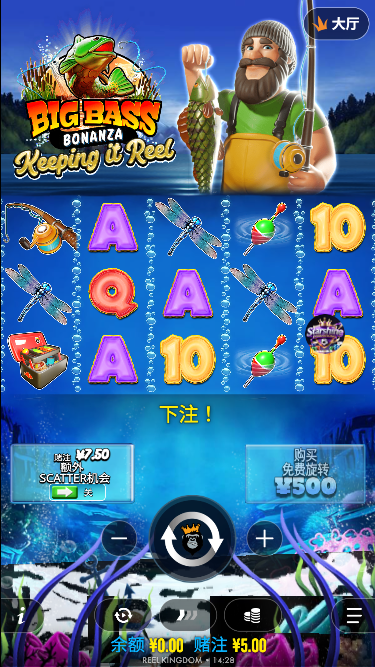 大厅
BIG BASS
BONANZA
Keeping it Reel
A 10
Q A A
A 10 10
Starshine
下注！
赌注 ¥7.50
额外
SCATTER机会
关
购买
免费旋转
¥500
余额 ¥0.00 赌注 ¥5.00
REEL KINGDOM • 14:28